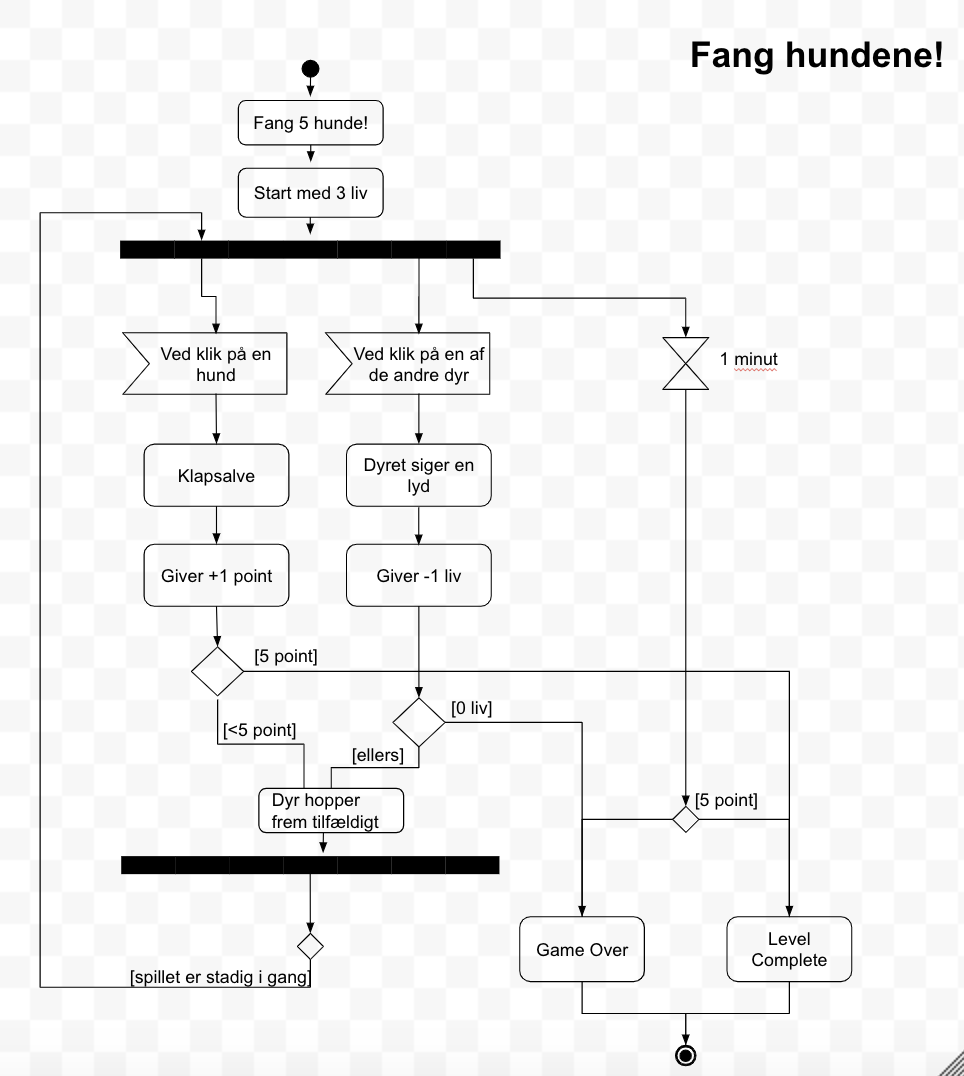 Fang hundene!
Fang 5 hunde!
Start med 3 liv
Ved klik på en
hund
Ved klik på en af
de andre dyr
1 minut
Klapsalve
Dyret siger en
lyd
Giver +1 point
Giver -1 liv
[5 point]
[0 liv]
[<5 point]
[ellers]
Dyr hopper
frem tilfældigt
[5 point]
Game Over
Level
Complete
[spillet er stadig i gang]